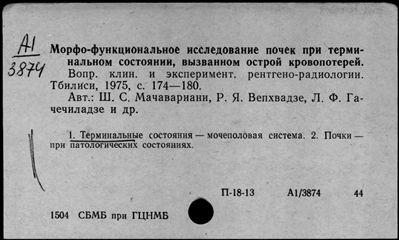 А1
3874
Морфо-функциональное исследование почек при терми-
нальном состоянии, вызванном острой кровопотерей.
Вопр. клин. и эксперимент. рентгено-радиологии.
Тбилиси, 1975, с. 174—180.
Авт.: Ш. С. Мачавариани, Р. Я. Вепхвадзе, Л. Ф. Га-
чечиладзе и др.
1. Терминальные состояния — мочеполовая система. 2. Почки —
при патологических состояниях.
П-18-13 А1/3874 44
1504 СБМБ при ГЦНМБ